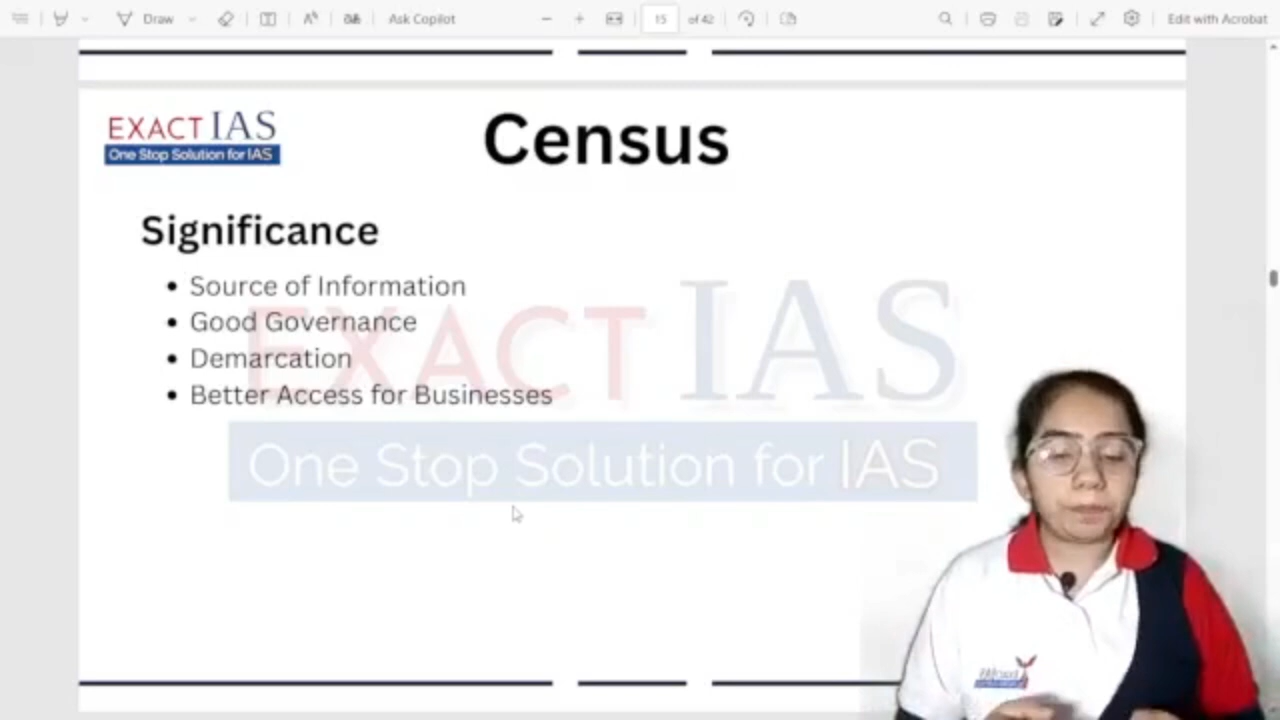 Draw
Ask Copilot
15 of 42
Edit with Acrobat
EXACT IAS
One Stop Solution for IAS
Census
Significance
• Source of Information
• Good Governance
• Demarcation
• Better Access for Businesses
EXACT IAS
One Stop Solution for IAS